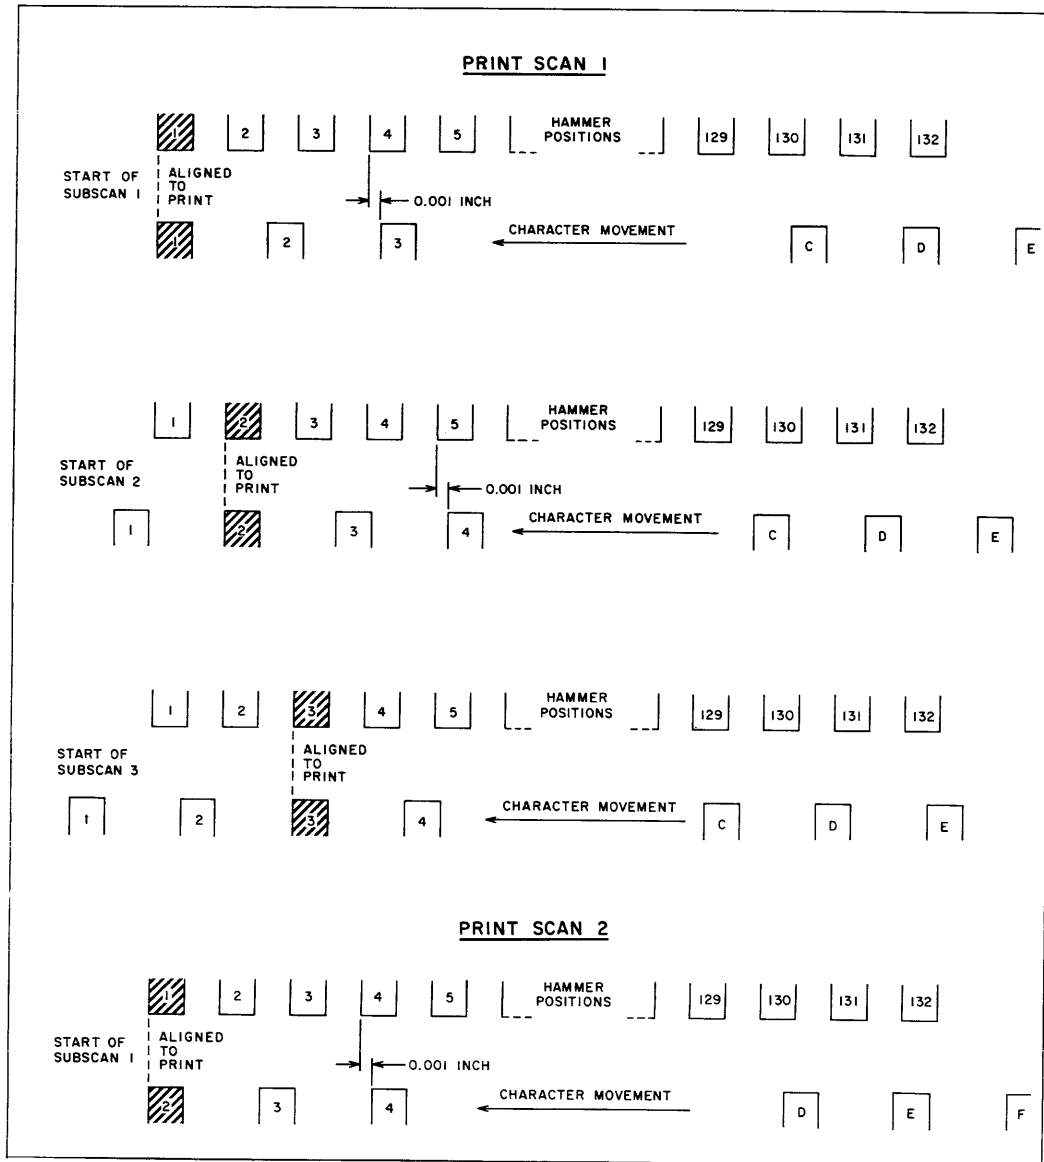 PRINT SCAN 1
1 2 3 4 5 HAMMER POSITIONS 129 130 131 132
START OF SUBSCAN 1
ALIGNED TO PRINT
0.001 INCH
1 2 3 CHARACTER MOVEMENT C D E
1 2 3 4 5 HAMMER POSITIONS 129 130 131 132
START OF SUBSCAN 2
ALIGNED TO PRINT
0.001 INCH
1 2 3 4 CHARACTER MOVEMENT C D E
1 2 3 4 5 HAMMER POSITIONS 129 130 131 132
START OF SUBSCAN 3
ALIGNED TO PRINT
1 2 3 4 CHARACTER MOVEMENT C D E
PRINT SCAN 2
1 2 3 4 5 HAMMER POSITIONS 129 130 131 132
START OF SUBSCAN 1
ALIGNED TO PRINT
0.001 INCH
2 3 4 CHARACTER MOVEMENT D E F